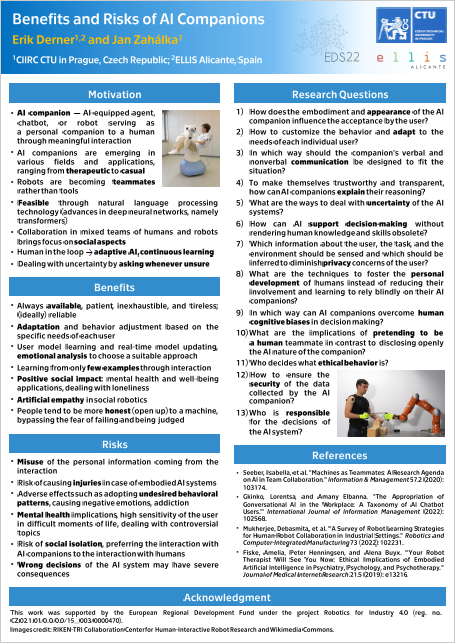 Benefits and Risks of AI Companions
Erik Derner1,2 and Jan Zahálka1
1CIIRC CTU in Prague, Czech Republic; 2ELLIS Alicante, Spain
EDS22
CTU
CZECH TECHNICAL
UNIVERSITY
IN PRAGUE
ellis
ALICANTE
Motivation
• AI companion — AI-equipped agent,
chatbot, or robot serving as
a personal companion to a human
through meaningful interaction
• AI companions are emerging in
various fields and applications,
ranging from therapeutic to casual
• Robots are becoming teammates
rather than tools
• Feasible through natural language processing
technology (advances in deep neural networks, namely
transformers)
• Collaboration in mixed teams of humans and robots
brings focus on social aspects
• Human in the loop → adaptive AI, continuous learning
• Dealing with uncertainty by asking whenever unsure
Benefits
• Always available, patient, inexhaustible, and tireless;
(ideally) reliable
• Adaptation and behavior adjustment based on the
specific needs of each user
• User model learning and real-time model updating,
emotional analysis to choose a suitable approach
• Learning from only few examples through interaction
• Positive social impact: mental health and well-being
applications, dealing with loneliness
• Artificial empathy in social robotics
• People tend to be more honest (open up) to a machine,
bypassing the fear of failing and being judged
Risks
• Misuse of the personal information coming from the
interaction
• Risk of causing injuries in case of embodied AI systems
• Adverse effects such as adopting undesired behavioral
patterns, causing negative emotions, addiction
• Mental health implications, high sensitivity of the user
in difficult moments of life, dealing with controversial
topics
• Risk of social isolation, preferring the interaction with
AI companions to the interaction with humans
• Wrong decisions of the AI system may have severe
consequences
Research Questions
1) How does the embodiment and appearance of the AI
companion influence the acceptance by the user?
2) How to customize the behavior and adapt to the
needs of each individual user?
3) In which way should the companion's verbal and
nonverbal communication be designed to fit the
situation?
4) To make themselves trustworthy and transparent,
how can AI companions explain their reasoning?
5) What are the ways to deal with uncertainty of the AI
systems?
6) How can AI support decision-making without
rendering human knowledge and skills obsolete?
7) Which information about the user, the task, and the
environment should be sensed and which should be
inferred to diminish privacy concerns of the user?
8) What are the techniques to foster the personal
development of humans instead of reducing their
involvement and learning to rely blindly on their AI
companions?
9) In which way can AI companions overcome human
cognitive biases in decision making?
10) What are the implications of pretending to be
a human teammate in contrast to disclosing openly
the AI nature of the companion?
11) Who decides what ethical behavior is?
12) How to ensure the
security of the data
collected by the AI
companion?
13) Who is responsible
for the decisions of
the AI system?
References
• Seeber, Isabella, et al. "Machines as Teammates: A Research Agenda
on AI in Team Collaboration." Information & Management 57.2 (2020):
103174.
• Gkinko, Lorentsa, and Amany Elbanna. "The Appropriation of
Conversational AI in the Workplace: A Taxonomy of AI Chatbot
Users." International Journal of Information Management (2022):
102568.
• Mukherjee, Debasmita, et al. "A Survey of Robot Learning Strategies
for Human-Robot Collaboration in Industrial Settings." Robotics and
Computer-Integrated Manufacturing 73 (2022): 102231.
• Fiske, Amelia, Peter Henningsen, and Alena Buyx. "Your Robot
Therapist Will See You Now: Ethical Implications of Embodied
Artificial Intelligence in Psychiatry, Psychology, and Psychotherapy."
Journal of Medical Internet Research 21.5 (2019): e13216.
Acknowledgment
This work was supported by the European Regional Development Fund under the project Robotics for Industry 4.0 (reg. no.
CZ.02.1.01/0.0/0.0/15_003/0000470).
Images credit: RIKEN-TRI Collaboration Center for Human-Interactive Robot Research and Wikimedia Commons.